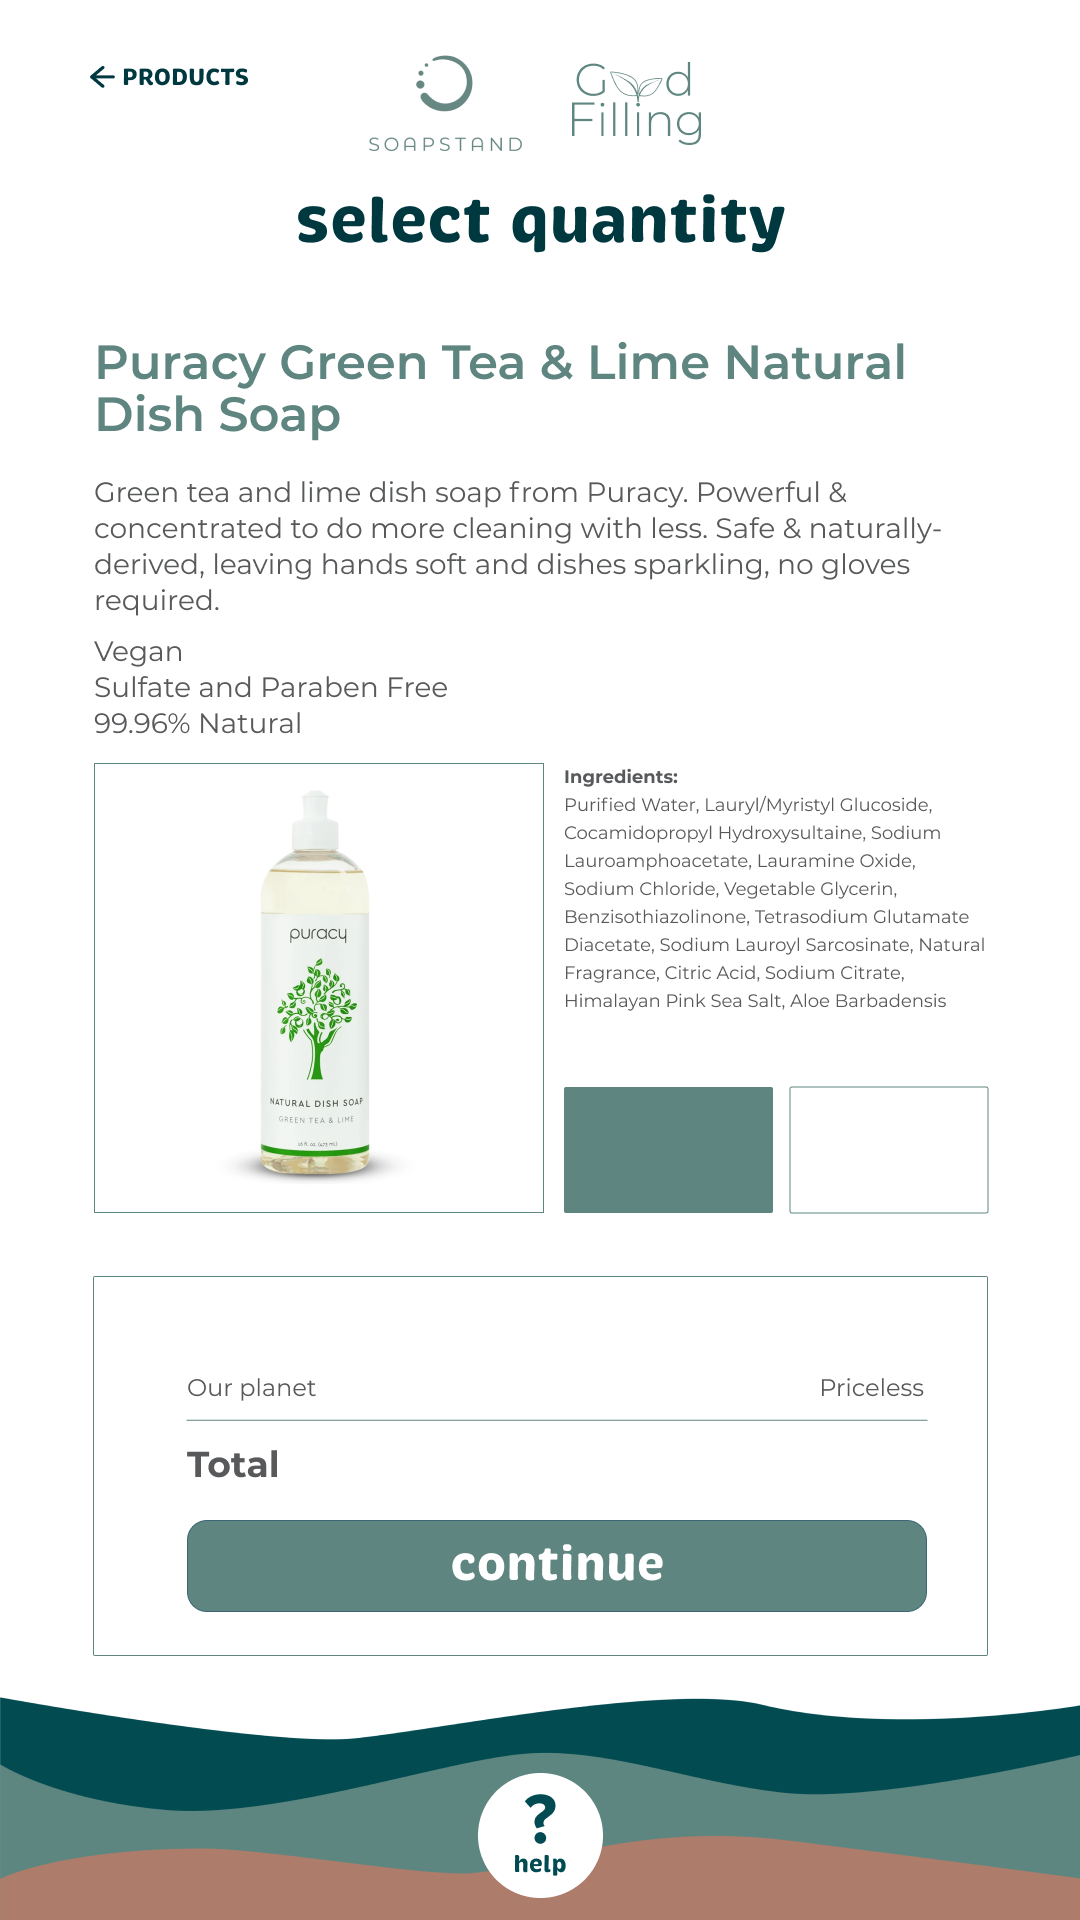 ← PRODUCTS
SOAPSTAND
Good
Filling
select quantity
Puracy Green Tea & Lime Natural
Dish Soap
Green tea and lime dish soap from Puracy. Powerful &
concentrated to do more cleaning with less. Safe & naturally-
derived, leaving hands soft and dishes sparkling, no gloves
required.
Vegan
Sulfate and Paraben Free
99.96% Natural
puracy
NATURAL DISH SOAP
GREEN TEA & LIME
16 fl. oz. (473 mL)
Ingredients:
Purified Water, Lauryl/Myristyl Glucoside,
Cocamidopropyl Hydroxysultaine, Sodium
Lauroamphoacetate, Lauramine Oxide,
Sodium Chloride, Vegetable Glycerin,
Benzisothiazolinone, Tetrasodium Glutamate
Diacetate, Sodium Lauroyl Sarcosinate, Natural
Fragrance, Citric Acid, Sodium Citrate,
Himalayan Pink Sea Salt, Aloe Barbadensis
Our planet Priceless
Total
continue
?
help